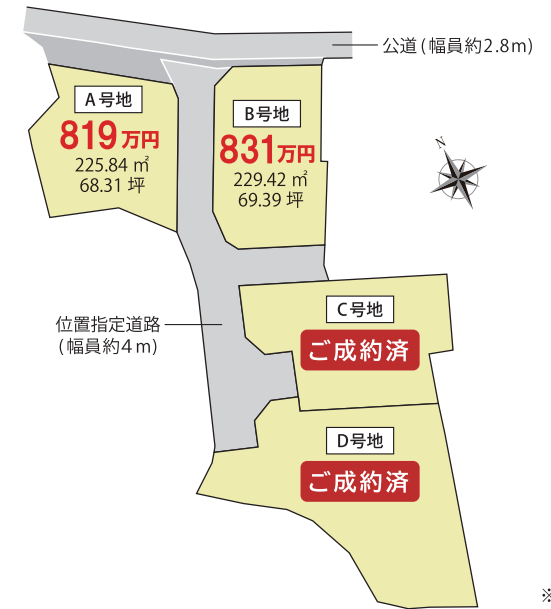 公道(幅員約2.8m)
A号地
819万円
225.84㎡
68.31坪
B号地
831万円
229.42㎡
69.39坪
N
位置指定道路
(幅員約4m)
C号地
ご成約済
D号地
ご成約済
※